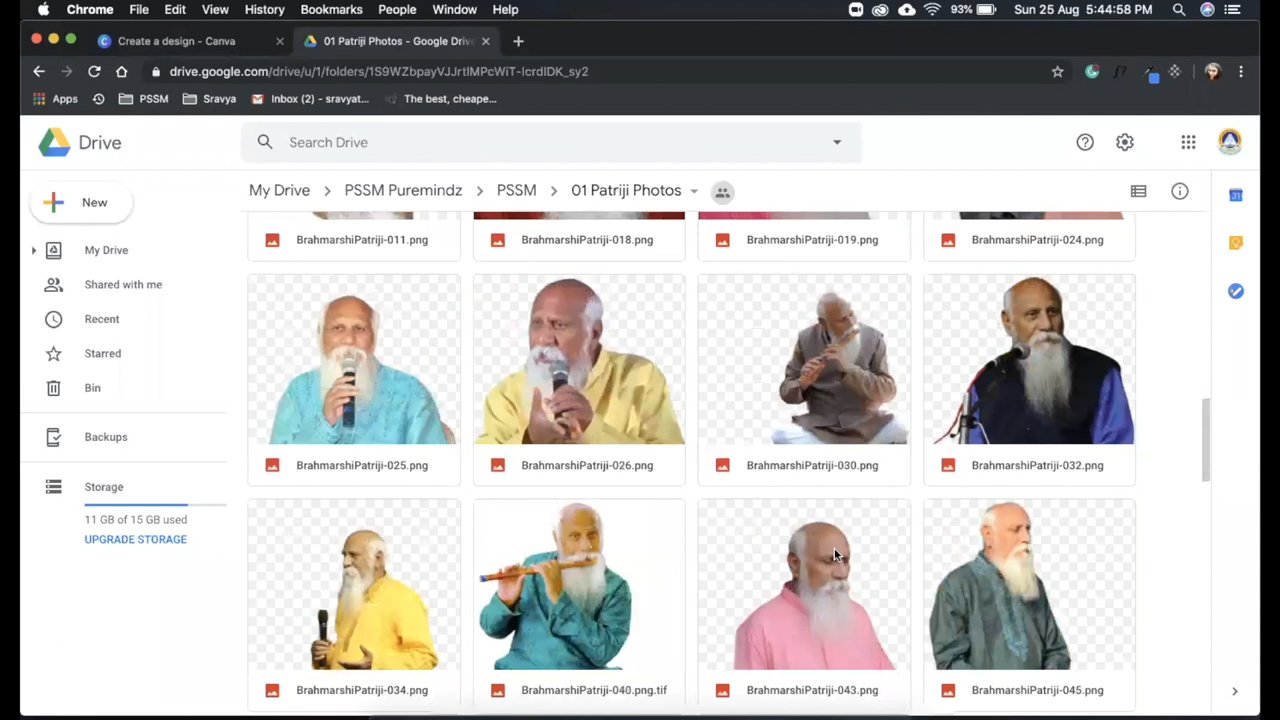 Chrome File Edit View History Bookmarks People Window Help 93% Sun 25 Aug 5:44:58 PM
Create a design - Canva
01 Patriji Photos - Google Drive
drive.google.com/drive/u/1/folders/1S9WZbpayVJJrtIMPcWiT-lcrdIDK_sy2
Apps PSSM Sravya Inbox (2) - sravyat... The best, cheape...
Drive
Search Drive
New
My Drive
Shared with me
Recent
Starred
Bin
Backups
Storage
11 GB of 15 GB used
UPGRADE STORAGE
My Drive > PSSM Puremindz > PSSM > 01 Patriji Photos
BrahmarshiPatriji-011.png
BrahmarshiPatriji-018.png
BrahmarshiPatriji-019.png
BrahmarshiPatriji-024.png
BrahmarshiPatriji-025.png
BrahmarshiPatriji-026.png
BrahmarshiPatriji-030.png
BrahmarshiPatriji-032.png
BrahmarshiPatriji-034.png
BrahmarshiPatriji-040.png.tif
BrahmarshiPatriji-043.png
BrahmarshiPatriji-045.png